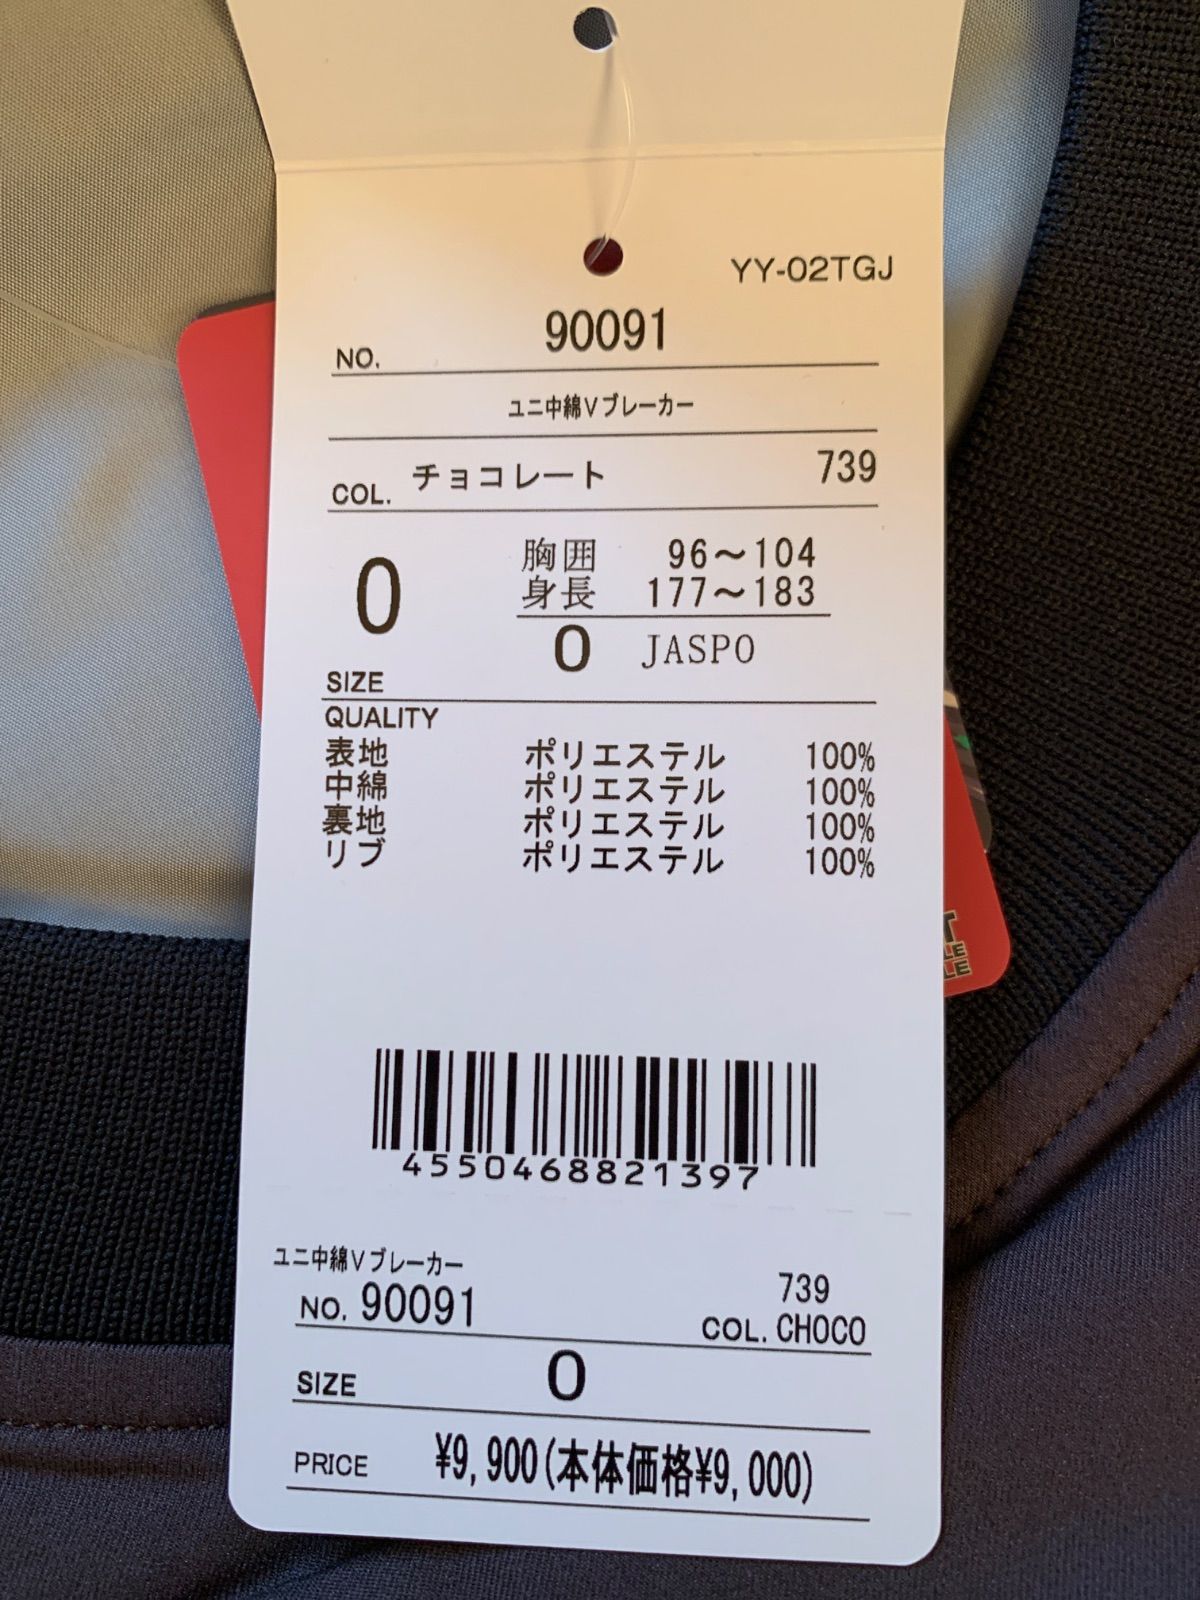 YY-02TGJ
NO. 90091
ユニ中綿Vブレーカー
COL. チョコレート 739
胸囲 96〜104
身長 177〜183
O
O JASPO
SIZE
QUALITY
表地 ポリエステル 100%
中綿 ポリエステル 100%
裏地 ポリエステル 100%
リブ ポリエステル 100%
4550468821397
ユニ中綿Vブレーカー
739
NO. 90091 COL. CHOCO
SIZE O
PRICE ¥9,900(本体価格¥9,000)